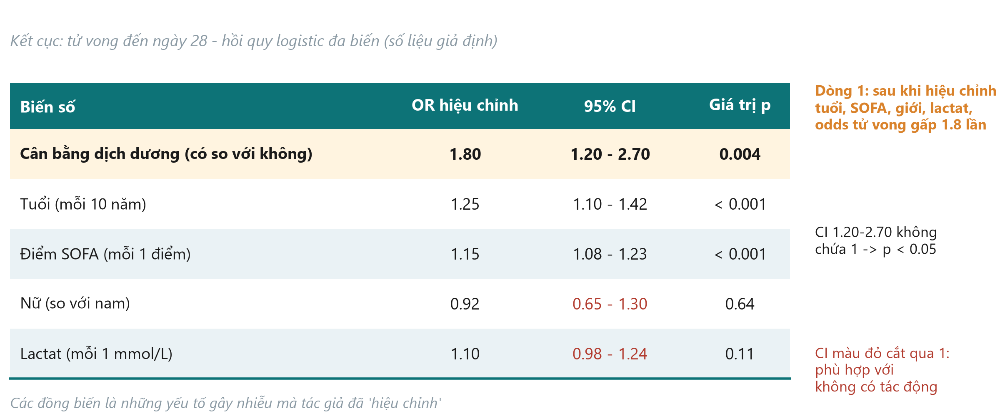 Kết cục: tử vong đến ngày 28 - hồi quy logistic đa biến (số liệu giả định)
Biến số OR hiệu chỉnh 95% CI Giá trị p
Cân bằng dịch dương (có so với không) 1.80 1.20 - 2.70 0.004
Tuổi (mỗi 10 năm) 1.25 1.10 - 1.42 < 0.001
Điểm SOFA (mỗi 1 điểm) 1.15 1.08 - 1.23 < 0.001
Nữ (so với nam) 0.92 0.65 - 1.30 0.64
Lactat (mỗi 1 mmol/L) 1.10 0.98 - 1.24 0.11
Các đồng biến là những yếu tố gây nhiễu mà tác giả đã 'hiệu chỉnh'
Dòng 1: sau khi hiệu chỉnh
tuổi, SOFA, giới, lactat,
odds tử vong gấp 1.8 lần
CI 1.20-2.70 không
chứa 1 -> p < 0.05
CI màu đỏ cắt qua 1:
phù hợp với
không có tác động